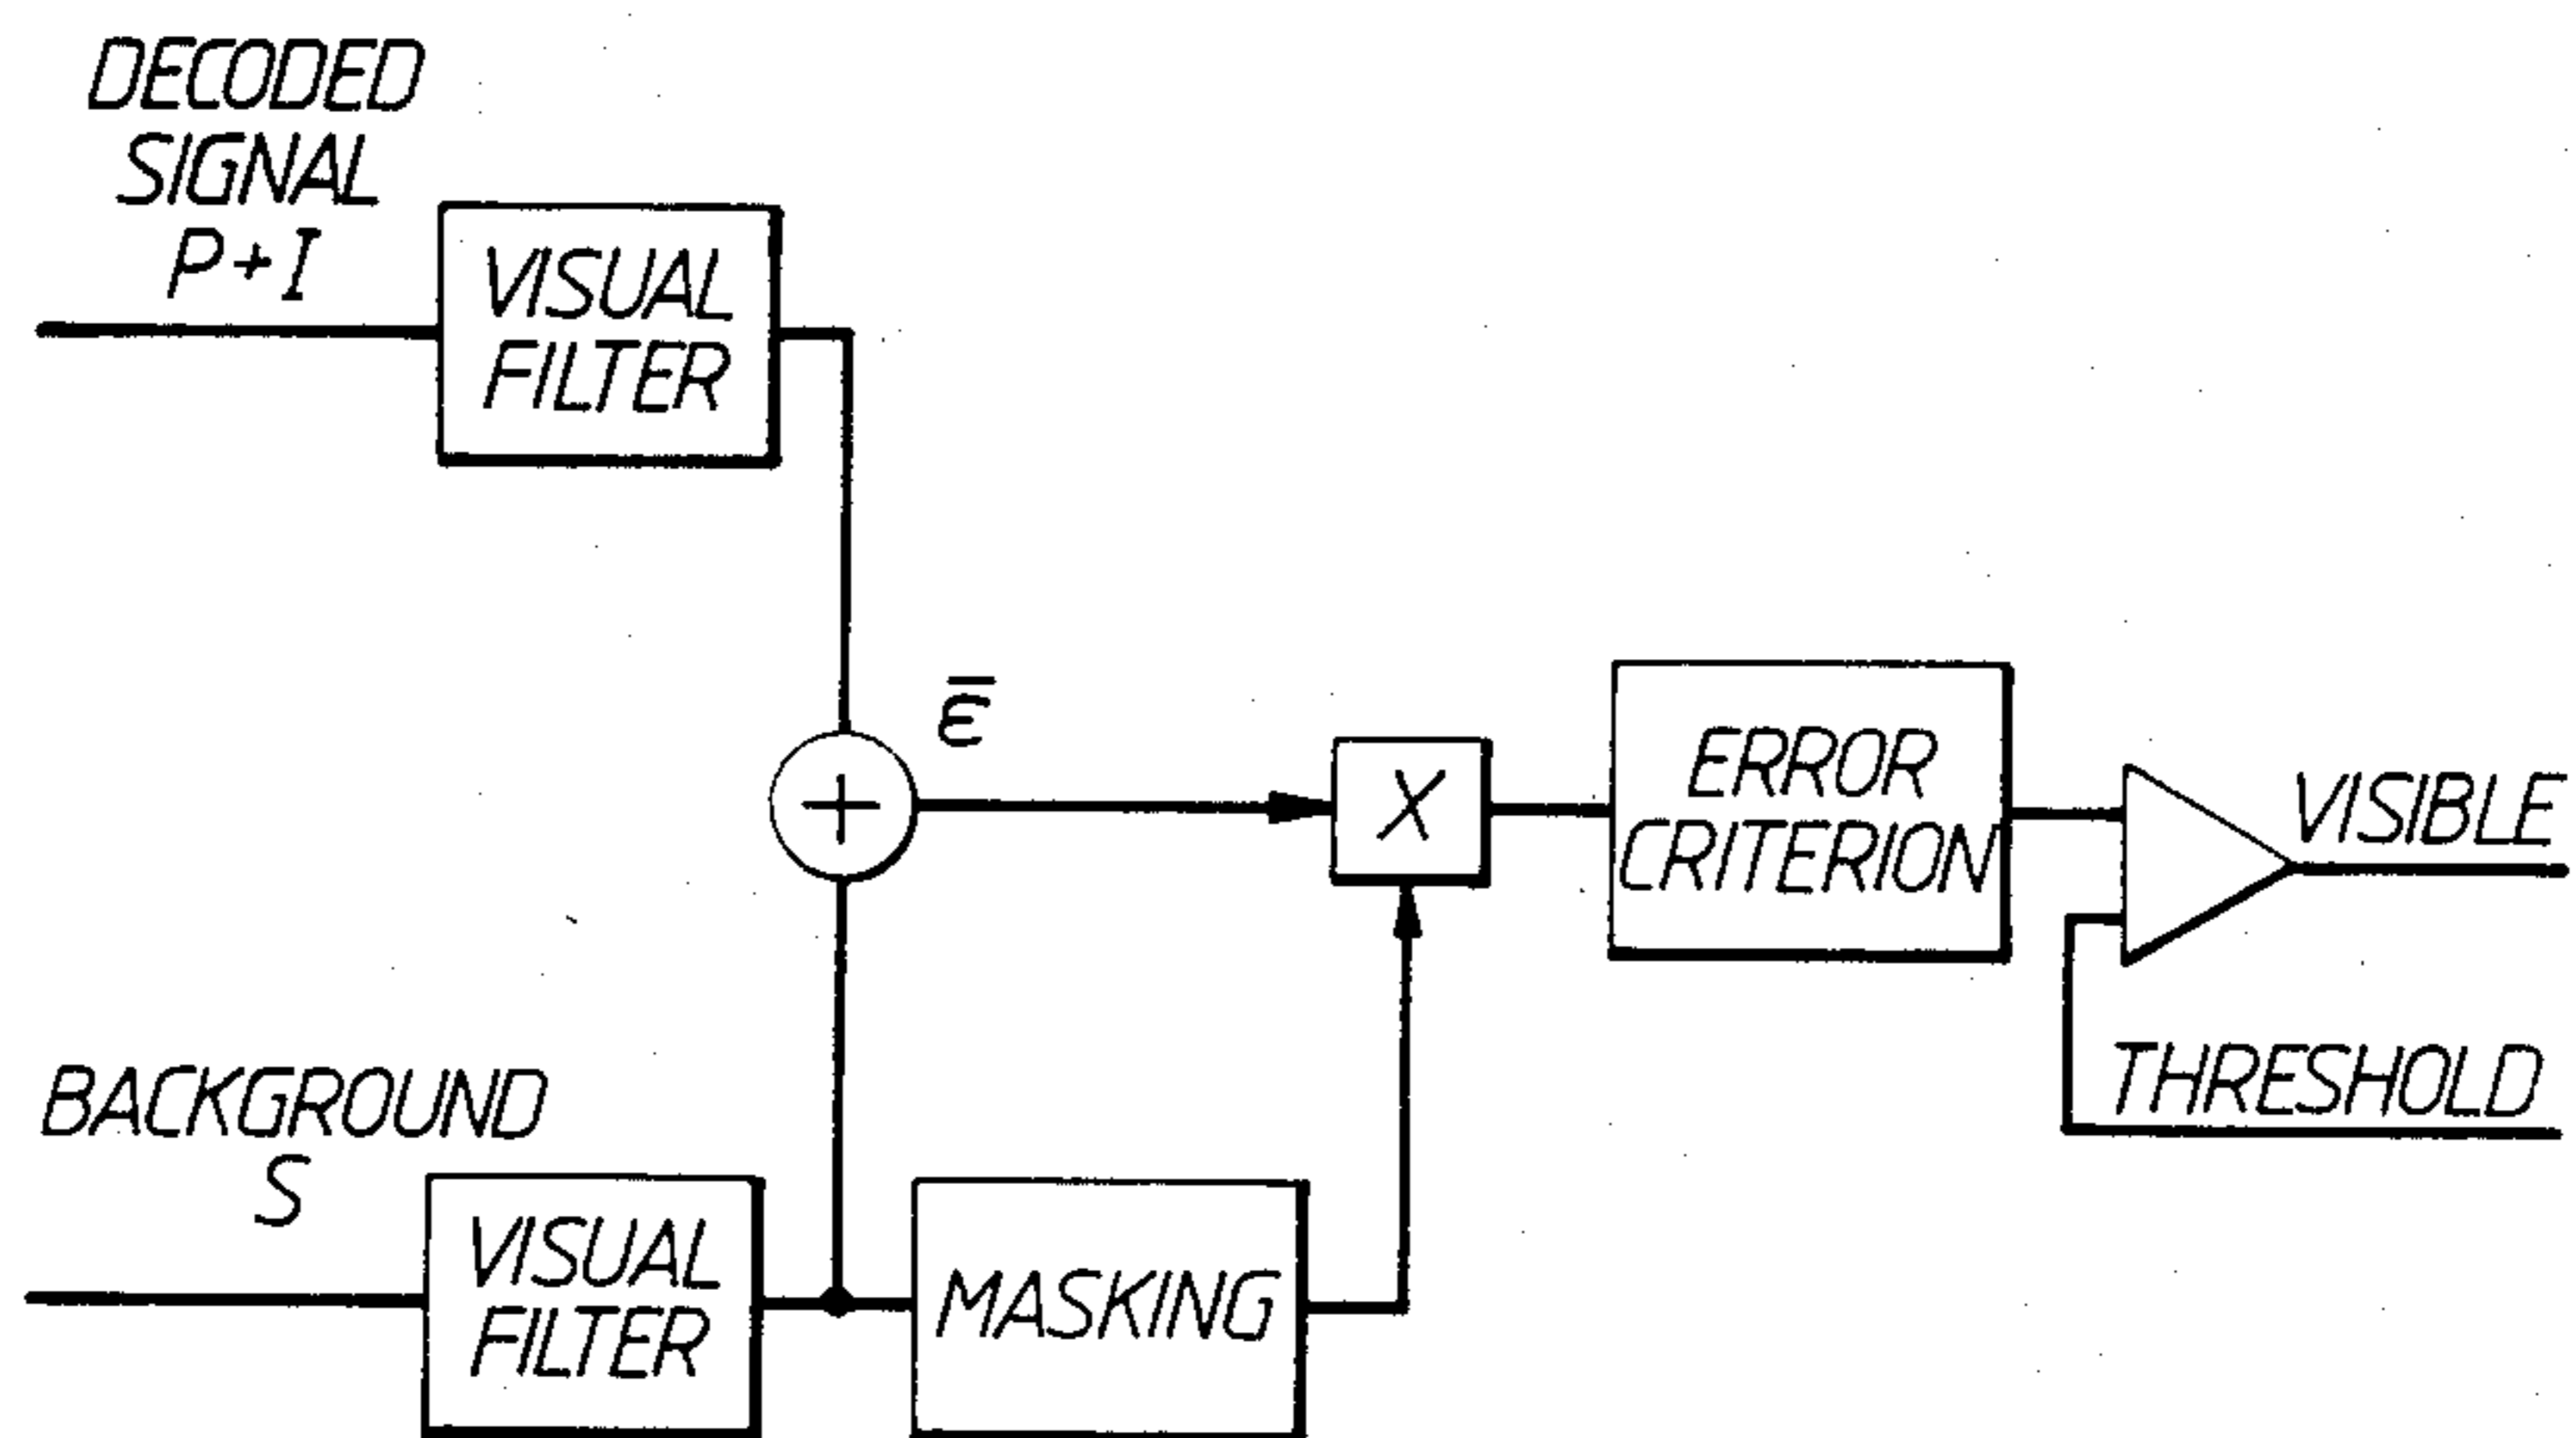 DECODED
SIGNAL
P+I
VISUAL
FILTER
ε̅
+
X
ERROR
CRITERION
VISIBLE
THRESHOLD
BACKGROUND
S
VISUAL
FILTER
MASKING